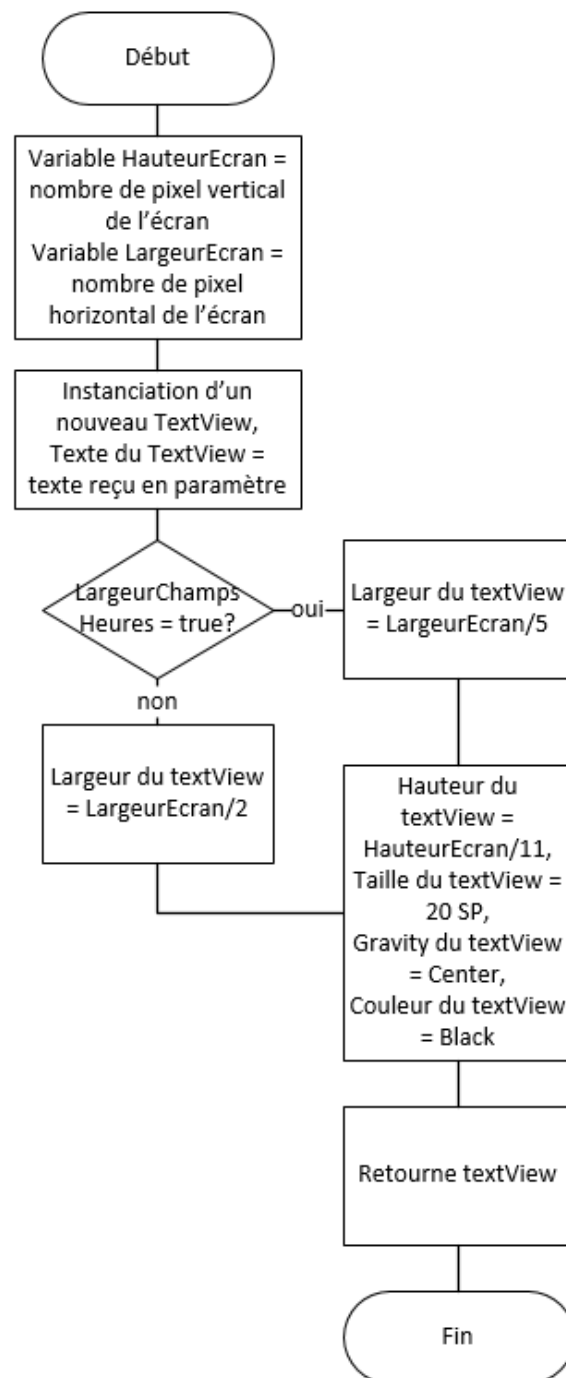 Début
Variable HauteurEcran =
nombre de pixel vertical
de l'écran
Variable LargeurEcran =
nombre de pixel
horizontal de l'écran
Instanciation d'un
nouveau TextView,
Texte du TextView =
texte reçu en paramètre
LargeurChamps
Heures = true?
oui
Largeur du textView
= LargeurEcran/5
non
Largeur du textView
= LargeurEcran/2
Hauteur du
textView =
HauteurEcran/11,
Taille du textView =
20 SP,
Gravity du textView
= Center,
Couleur du textView
= Black
Retourne textView
Fin